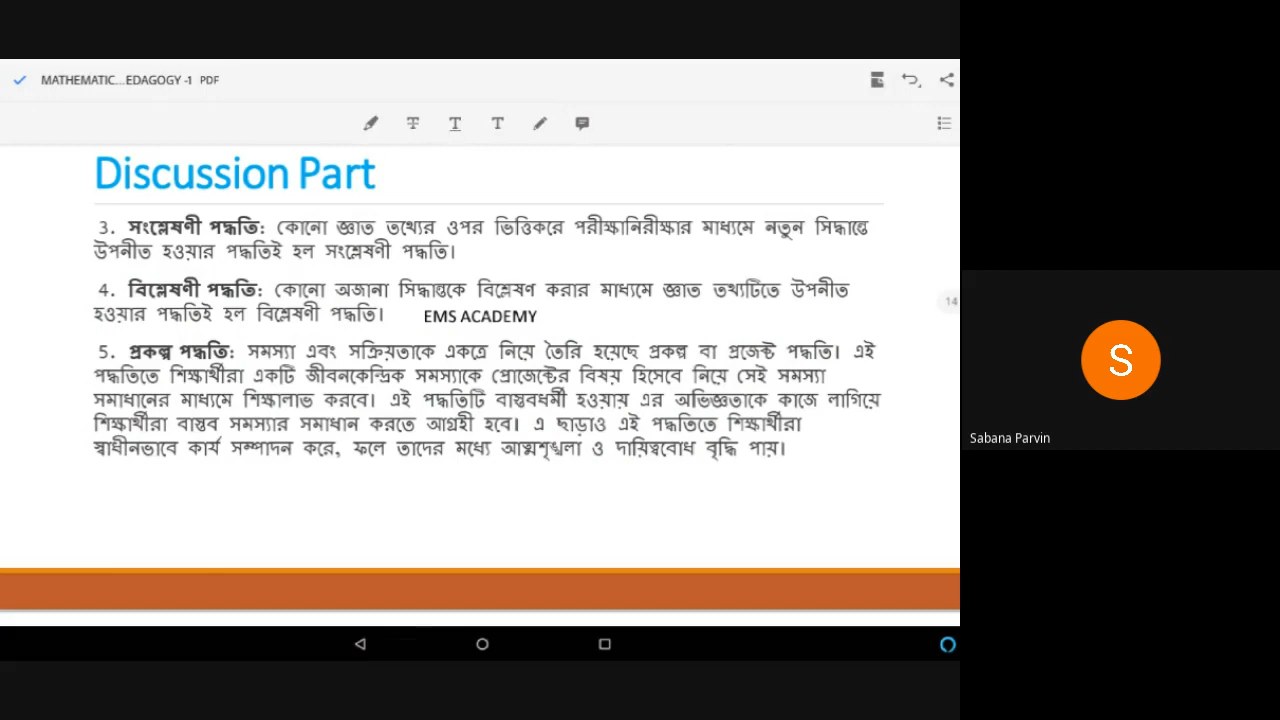 MATHEMATIC...EDAGOGY -1 PDF
Discussion Part
3. সংশ্লেষণী পদ্ধতি: কোনো জ্ঞাত তথ্যের ওপর ভিত্তিকরে পরীক্ষানিরীক্ষার মাধ্যমে নতুন সিদ্ধান্তে
উপনীত হওয়ার পদ্ধতিই হল সংশ্লেষণী পদ্ধতি।
4. বিশ্লেষণী পদ্ধতি: কোনো অজানা সিদ্ধান্তকে বিশ্লেষণ করার মাধ্যমে জ্ঞাত তথ্যটিতে উপনীত
হওয়ার পদ্ধতিই হল বিশ্লেষণী পদ্ধতি। EMS ACADEMY
14
5. প্রকল্প পদ্ধতি: সমস্যা এবং সক্রিয়তাকে একত্রে নিয়ে তৈরি হয়েছে প্রকল্প বা প্রজেক্ট পদ্ধতি। এই
পদ্ধতিতে শিক্ষার্থীরা একটি জীবনকেন্দ্রিক সমস্যাকে প্রোজেক্টের বিষয় হিসেবে নিয়ে সেই সমস্যা
সমাধানের মাধ্যমে শিক্ষালাভ করবে। এই পদ্ধতিটি বাস্তবধর্মী হওয়ায় এর অভিজ্ঞতাকে কাজে লাগিয়ে
শিক্ষার্থীরা বাস্তব সমস্যার সমাধান করতে আগ্রহী হবে। এ ছাড়াও এই পদ্ধতিতে শিক্ষার্থীরা
স্বাধীনভাবে কার্য সম্পাদন করে, ফলে তাদের মধ্যে আত্মশৃঙ্খলা ও দায়িত্ববোধ বৃদ্ধি পায়।
S
Sabana Parvin